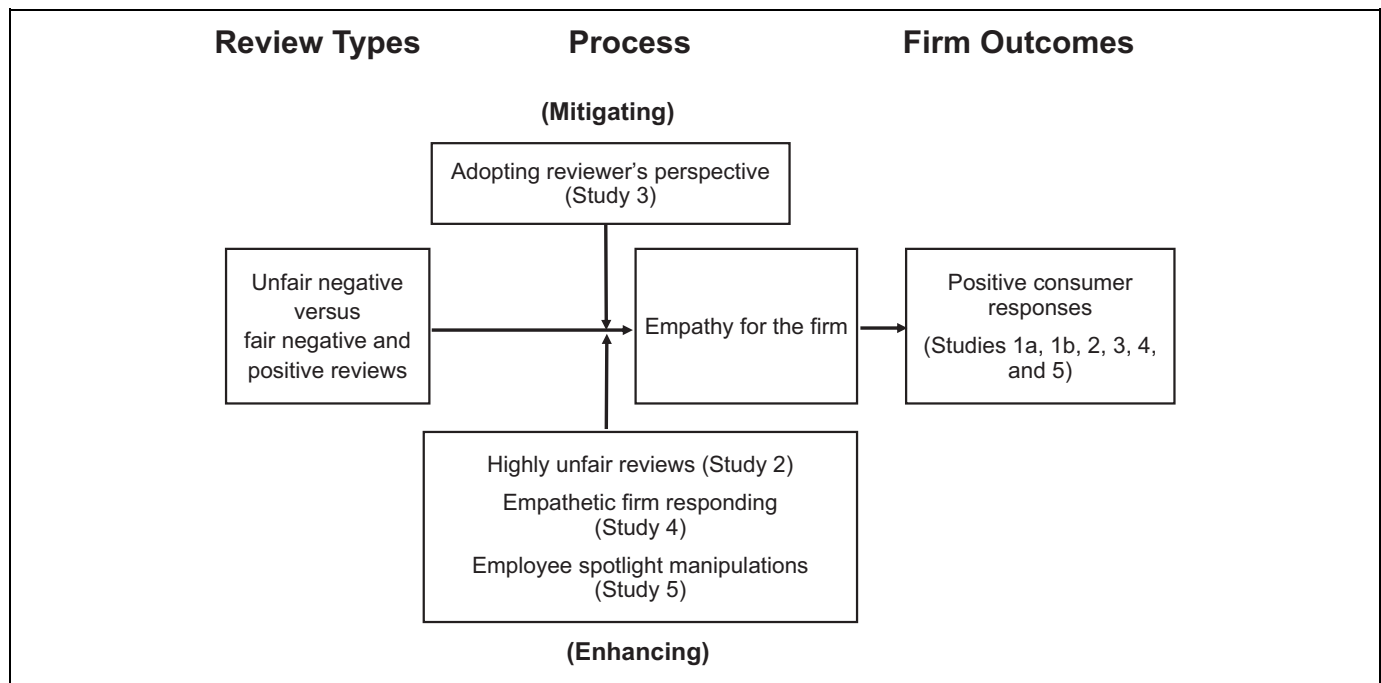 Review Types
Process
Firm Outcomes
(Mitigating)
Adopting reviewer’s perspective
(Study 3)
Unfair negative
versus
fair negative and
positive reviews
Empathy for the firm
Positive consumer
responses
(Studies 1a, 1b, 2, 3, 4,
and 5)
Highly unfair reviews (Study 2)
Empathetic firm responding
(Study 4)
Employee spotlight manipulations
(Study 5)
(Enhancing)